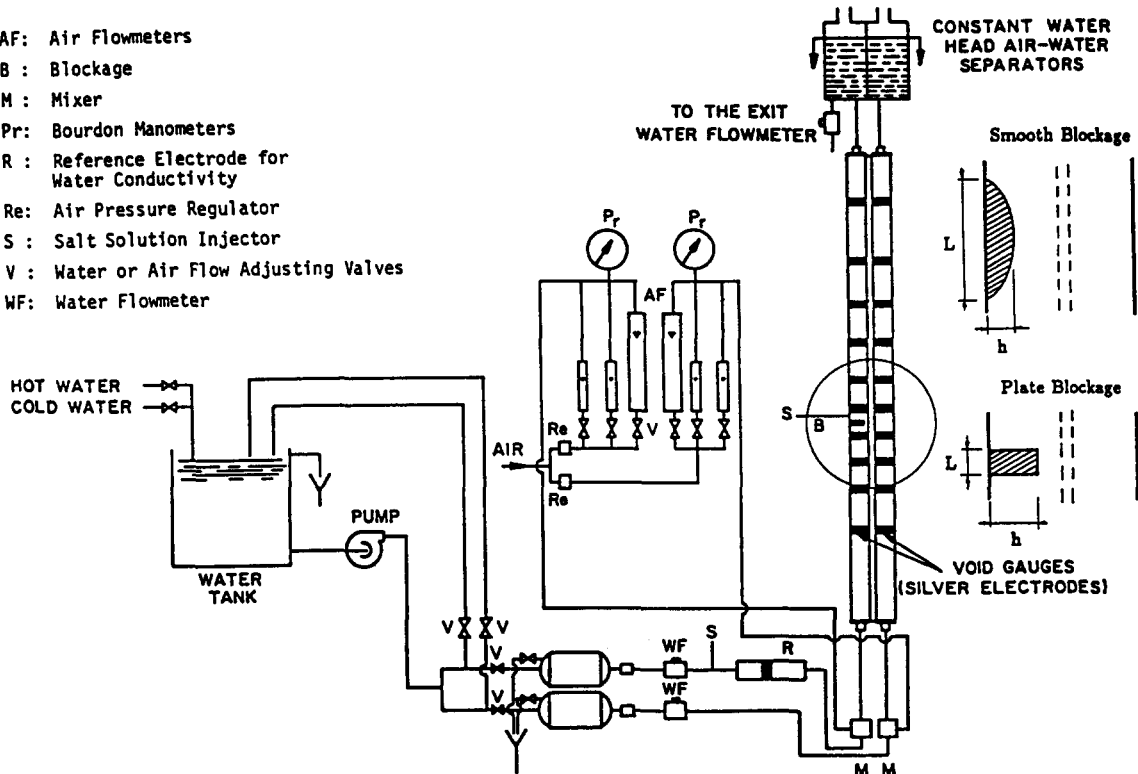 AF: Air Flowmeters
B : Blockage
M : Mixer
Pr: Bourdon Manometers
R : Reference Electrode for
Water Conductivity
Re: Air Pressure Regulator
S : Salt Solution Injector
V : Water or Air Flow Adjusting Valves
WF: Water Flowmeter
CONSTANT WATER
HEAD AIR-WATER
SEPARATORS
TO THE EXIT
WATER FLOWMETER
Smooth Blockage
L
h
Pr
Pr
AF
HOT WATER
COLD WATER
Plate Blockage
L
h
S
B
V
Re
AIR
Re
PUMP
WATER
TANK
VOID GAUGES
(SILVER ELECTRODES)
V
V
V
V
WF
S
R
WF
M
M